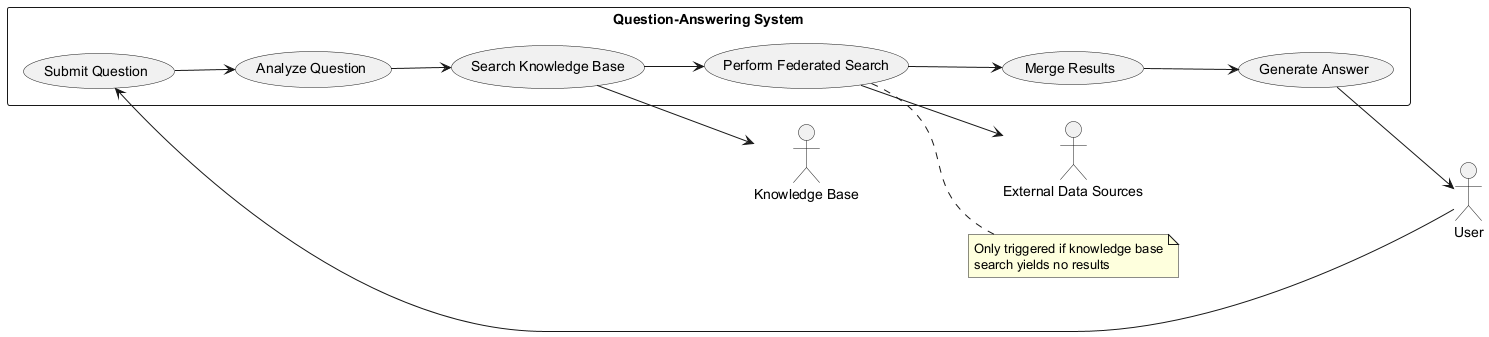 Question-Answering System
Submit Question
Analyze Question
Search Knowledge Base
Perform Federated Search
Merge Results
Generate Answer
Knowledge Base
External Data Sources
User
Only triggered if knowledge base
search yields no results